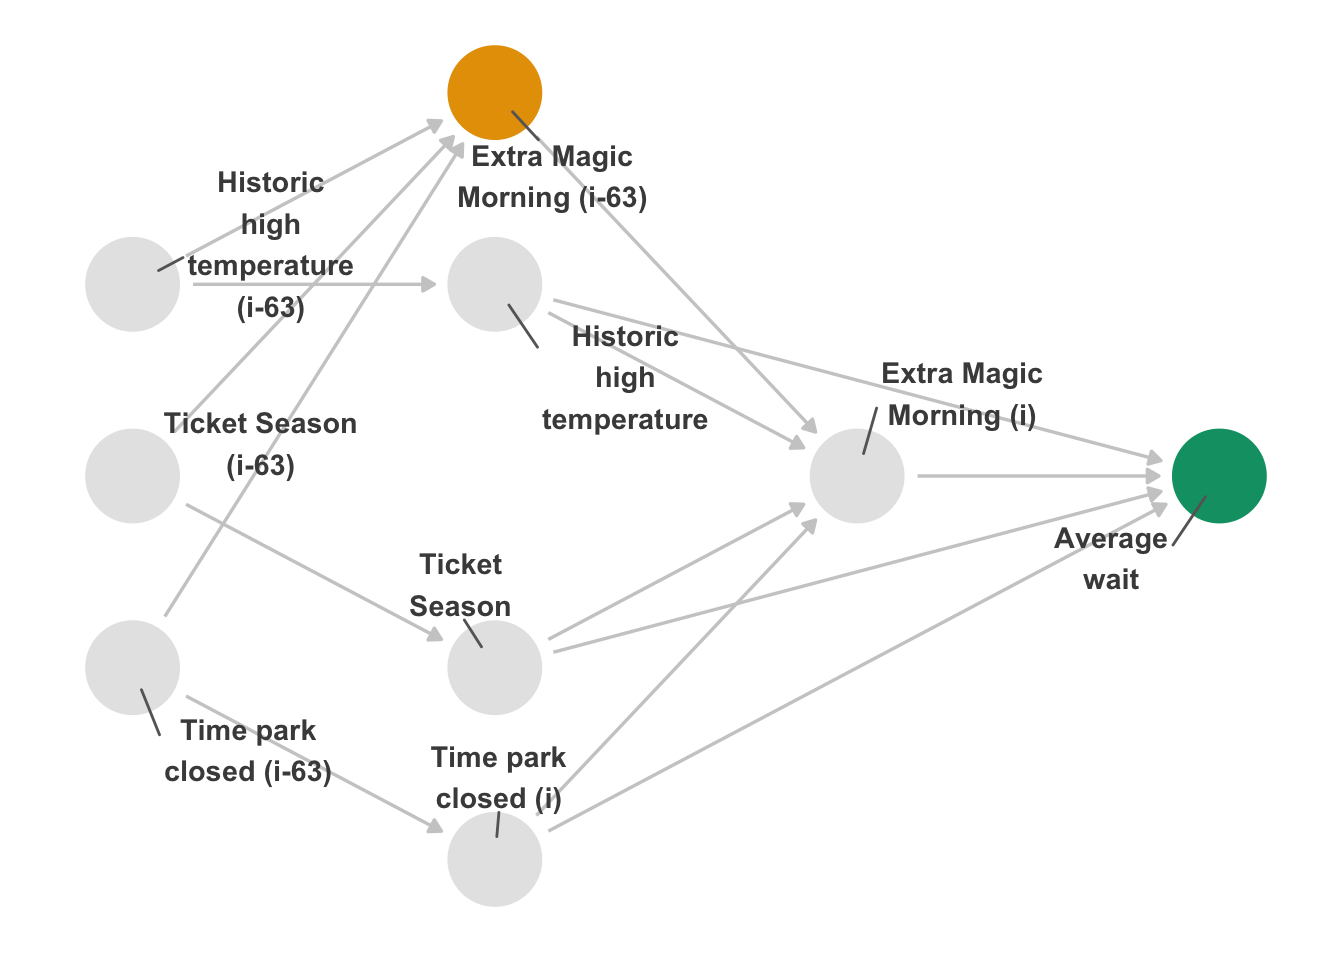 Extra Magic
Morning (i-63)
Historic
high
temperature
(i-63)
Historic
high
temperature
Extra Magic
Morning (i)
Ticket Season
(i-63)
Average
wait
Ticket
Season
Time park
closed (i-63)
Time park
closed (i)